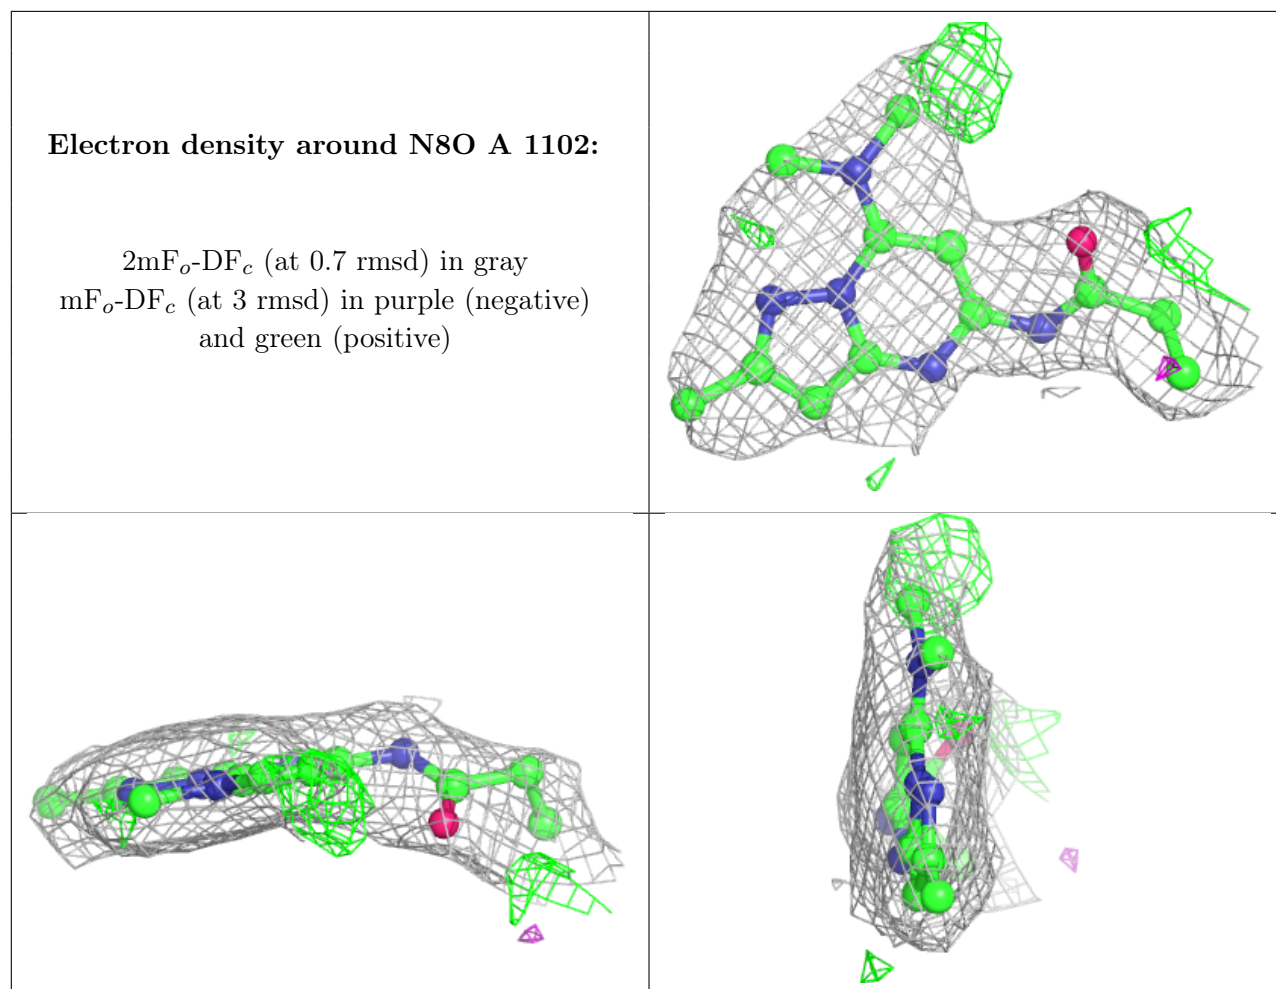 Electron density around N8O A 1102:
2mFo-DFc (at 0.7 rmsd) in gray
mFo-DFc (at 3 rmsd) in purple (negative)
and green (positive)